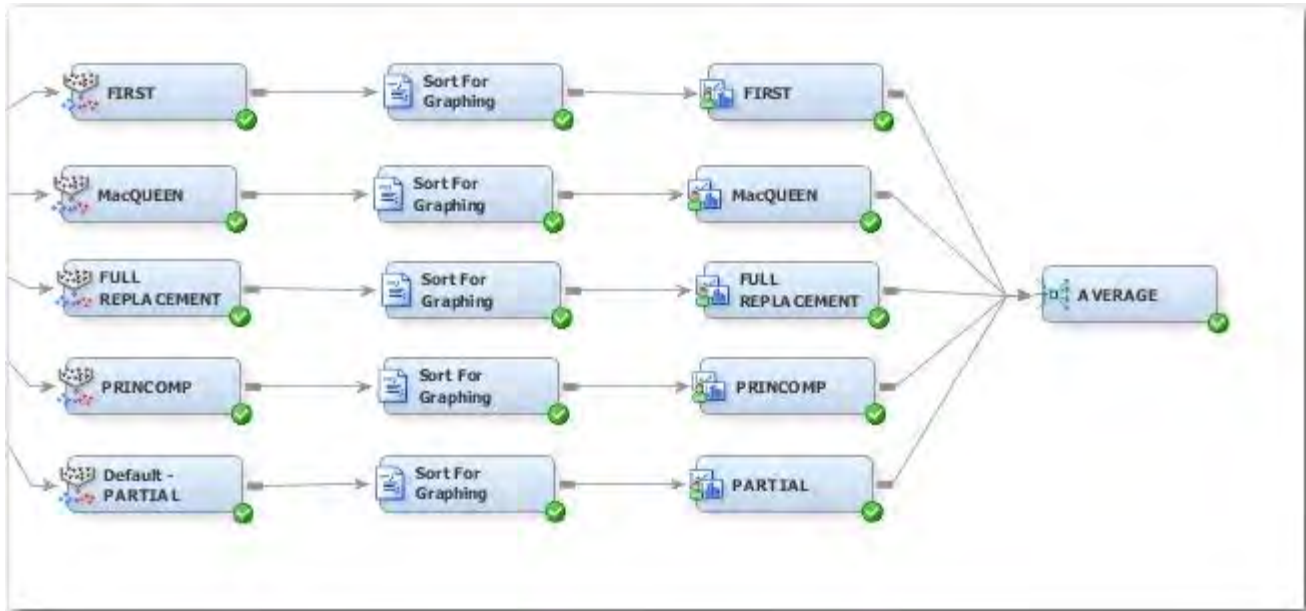 FIRST
Sort For
Graphing
FIRST
MacQUEEN
Sort For
Graphing
MacQUEEN
FULL
REPLACEMENT
Sort For
Graphing
FULL
REPLACEMENT
AVERAGE
PRINCOMP
Sort For
Graphing
PRINCOMP
Default -
PARTIAL
Sort For
Graphing
PARTIAL